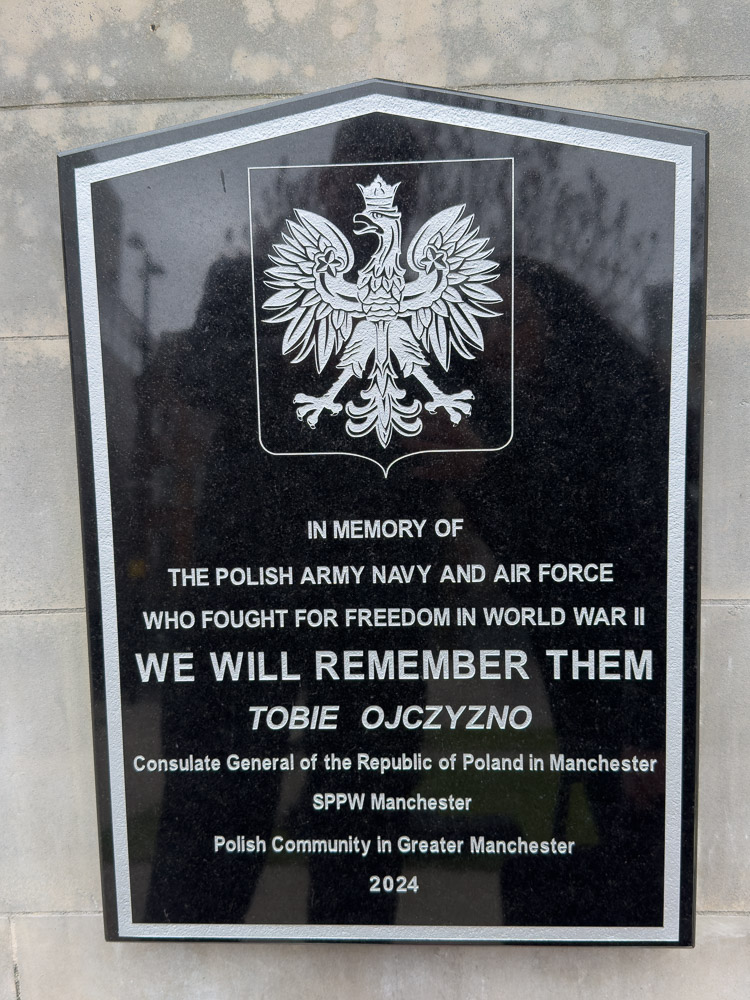 IN MEMORY OF
THE POLISH ARMY NAVY AND AIR FORCE
WHO FOUGHT FOR FREEDOM IN WORLD WAR II
WE WILL REMEMBER THEM
TOBIE OJCZYZNO
Consulate General of the Republic of Poland in Manchester
SPPW Manchester
Polish Community in Greater Manchester
2024